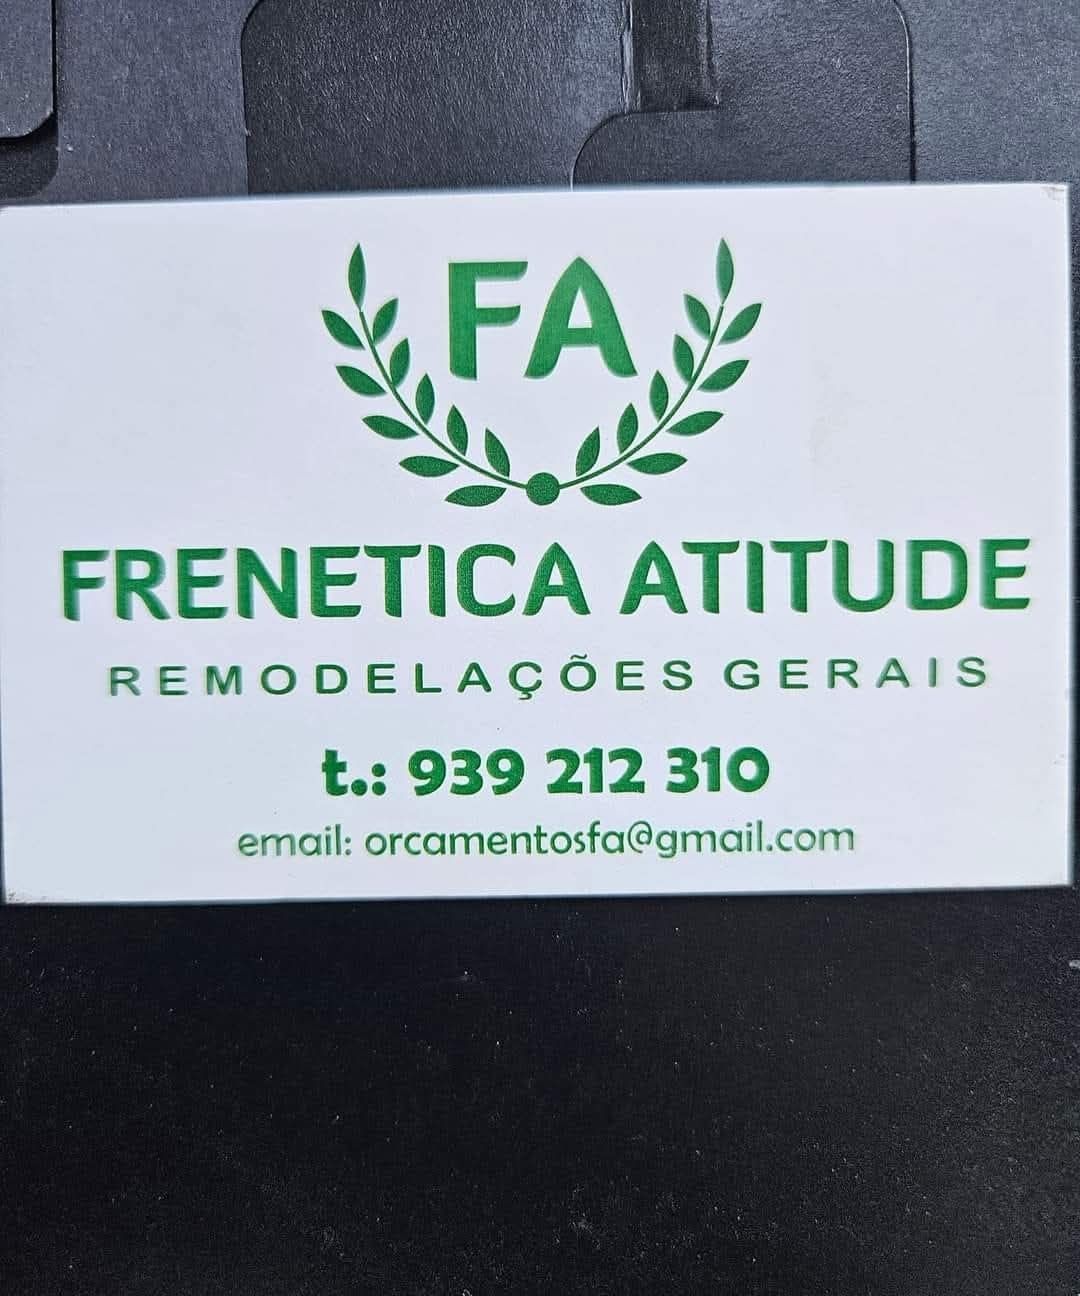 FA
FRENETICA ATITUDE
REMODELAÇÕES GERAIS
t.: 939 212 310
email: orcamentosfa@gmail.com